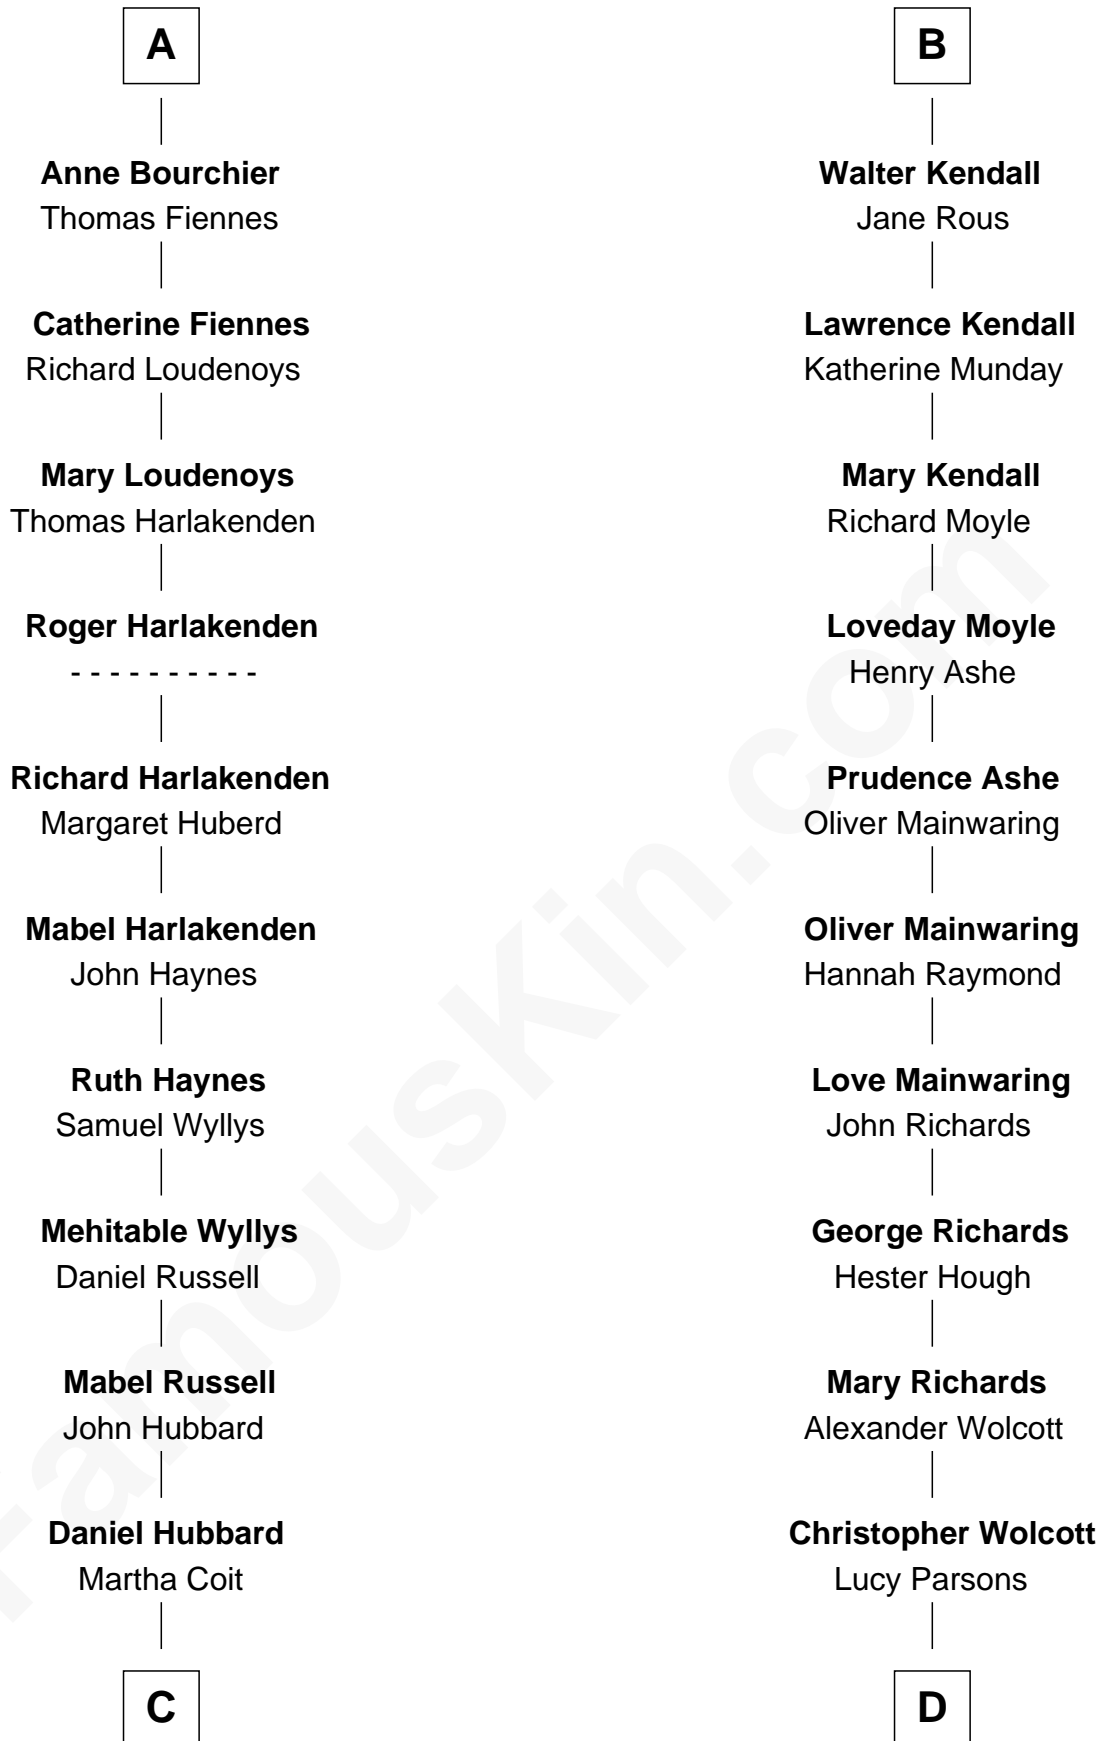 A
Anne Bourchier
Thomas Fiennes
Catherine Fiennes
Richard Loudenoys
Mary Loudenoys
Thomas Harlakenden
Roger Harlakenden
- - - - - - - - - -
Richard Harlakenden
Margaret Huberd
Mabel Harlakenden
John Haynes
Ruth Haynes
Samuel Wyllys
Mehitable Wyllys
Daniel Russell
Mabel Russell
John Hubbard
Daniel Hubbard
Martha Coit
C
B
Walter Kendall
Jane Rous
Lawrence Kendall
Katherine Munday
Mary Kendall
Richard Moyle
Loveday Moyle
Henry Ashe
Prudence Ashe
Oliver Mainwaring
Oliver Mainwaring
Hannah Raymond
Love Mainwaring
John Richards
George Richards
Hester Hough
Mary Richards
Alexander Wolcott
Christopher Wolcott
Lucy Parsons
D
FamousKin.com